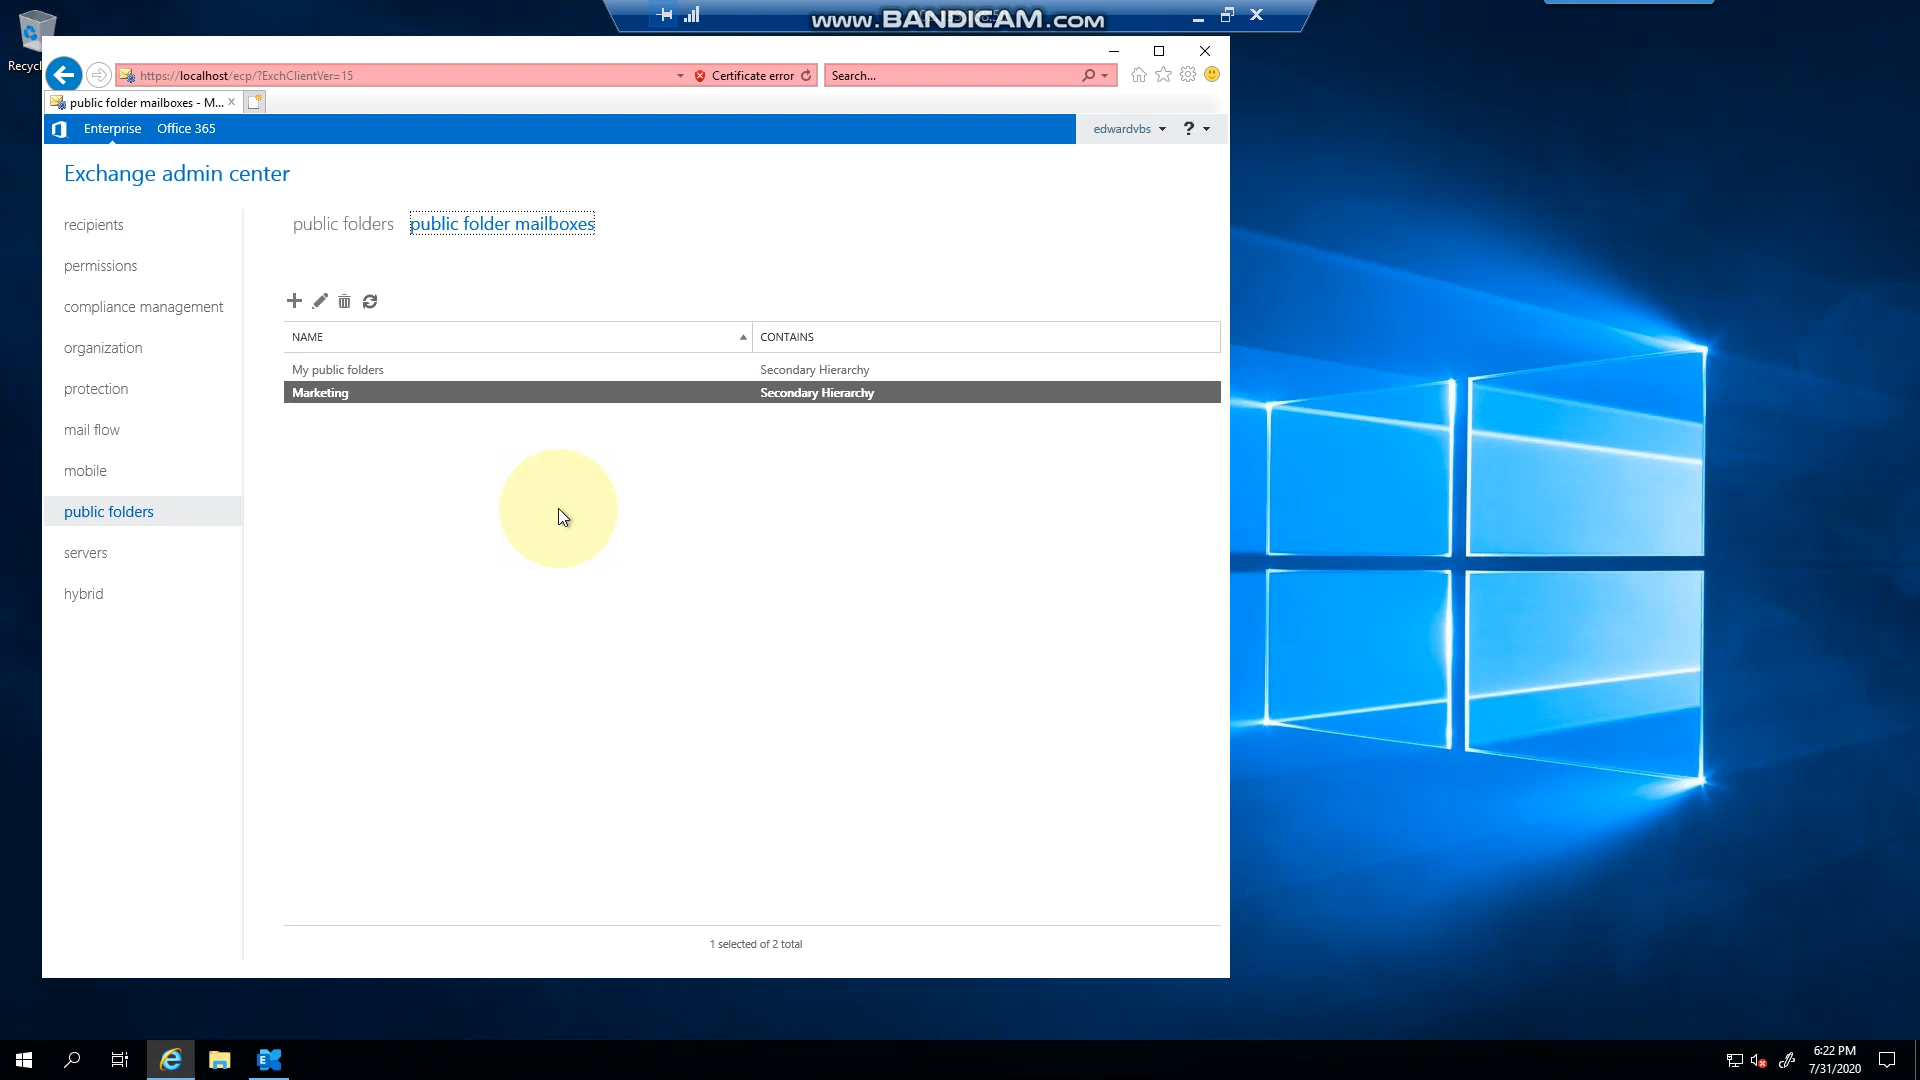 www.BANDICAM.com
Recycl
https://localhost/ecp/?ExchClientVer=15
Certificate error
Search...
public folder mailboxes - M...
Enterprise
Office 365
edwardvbs
?
Exchange admin center
recipients
permissions
compliance management
organization
protection
mail flow
mobile
public folders
servers
hybrid
public folders
public folder mailboxes
NAME
CONTAINS
My public folders
Secondary Hierarchy
Marketing
Secondary Hierarchy
1 selected of 2 total
6:22 PM
7/31/2020